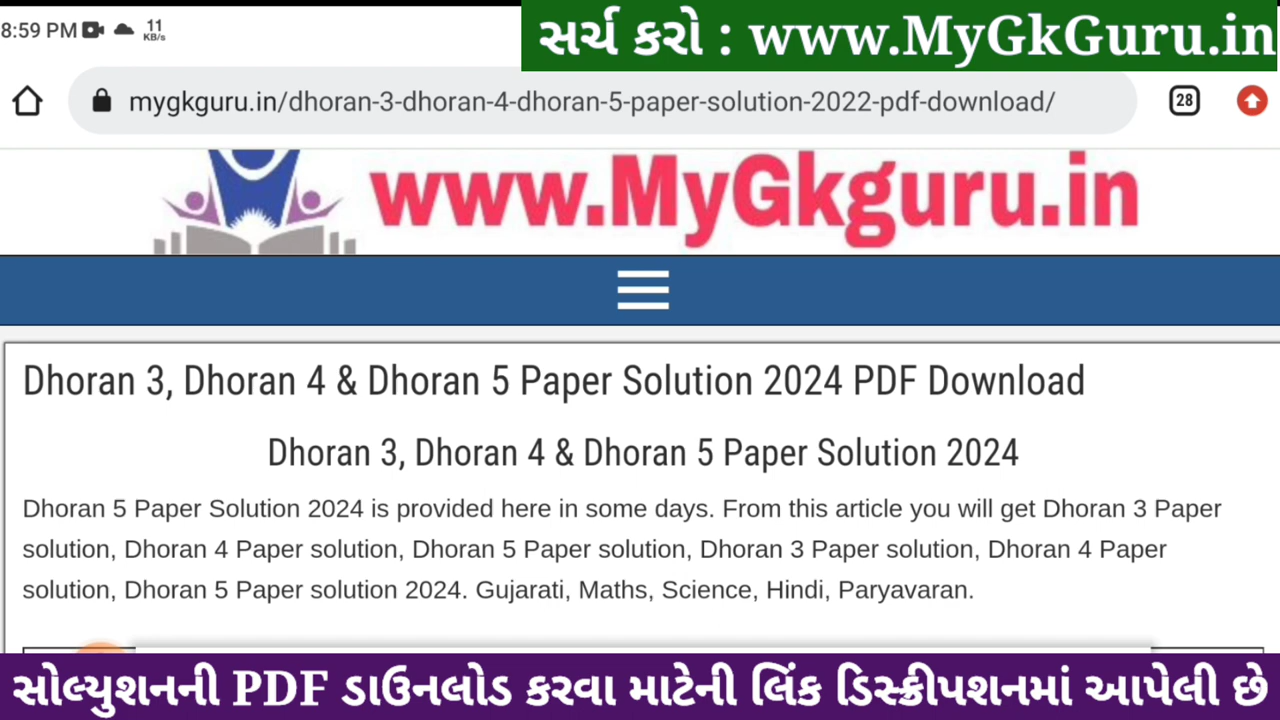 8:59 PM 11 KB/s
સર્ચ કરો : www.MyGkGuru.in
mygkguru.in/dhoran-3-dhoran-4-dhoran-5-paper-solution-2022-pdf-download/ 28
www.MyGkguru.in
Dhoran 3, Dhoran 4 & Dhoran 5 Paper Solution 2024 PDF Download
Dhoran 3, Dhoran 4 & Dhoran 5 Paper Solution 2024
Dhoran 5 Paper Solution 2024 is provided here in some days. From this article you will get Dhoran 3 Paper
solution, Dhoran 4 Paper solution, Dhoran 5 Paper solution, Dhoran 3 Paper solution, Dhoran 4 Paper
solution, Dhoran 5 Paper solution 2024. Gujarati, Maths, Science, Hindi, Paryavaran.
સોલ્યુશનની PDF ડાઉનલોડ કરવા માટેની લિંક ડિસ્ક્રીપશનમાં આપેલી છે